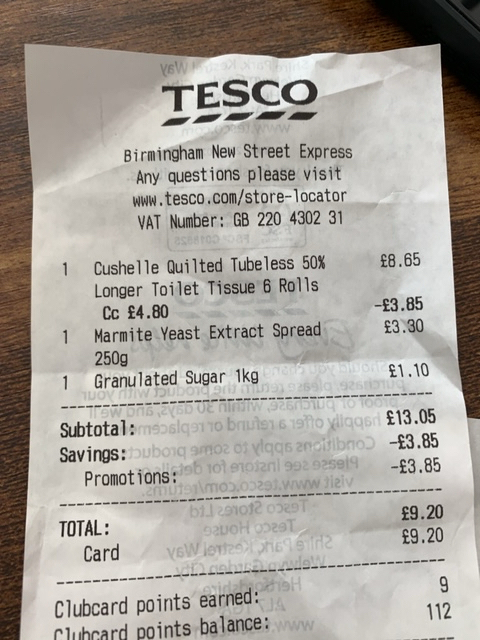 TESCO
Birmingham New Street Express
Any questions please visit
www.tesco.com/store-locator
VAT Number: GB 220 4302 31
1 Cushelle Quilted Tubeless 50% £8.65
Longer Toilet Tissue 6 Rolls
Cc £4.80 -£3.85
1 Marmite Yeast Extract Spread £3.30
250g
1 Granulated Sugar 1kg £1.10
Subtotal: £13.05
Savings: -£3.85
Promotions: -£3.85
TOTAL: £9.20
Card £9.20
Clubcard points earned: 9
Clubcard points balance: 112